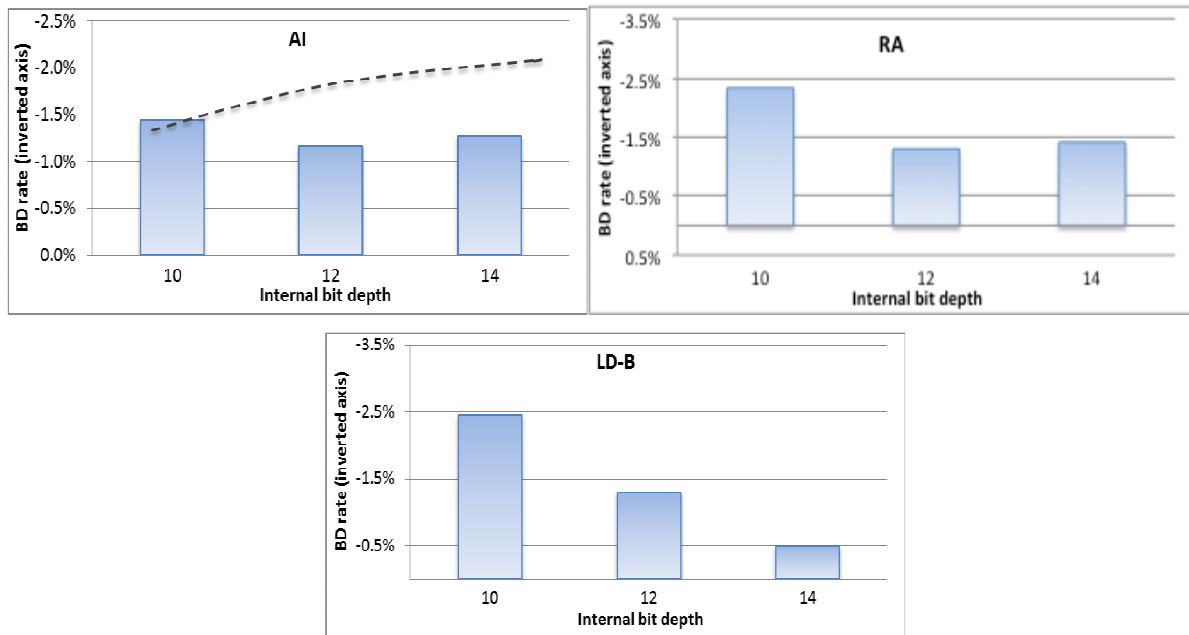 AI
BD rate (inverted axis)
-2.5%
-2.0%
-1.5%
-1.0%
-0.5%
0.0%
10 12 14
Internal bit depth
RA
BD rate (inverted axis)
-3.5%
-2.5%
-1.5%
-0.5%
0.5%
10 12 14
Internal bit depth
LD-B
BD rate (inverted axis)
-3.5%
-2.5%
-1.5%
-0.5%
10 12 14
Internal bit depth